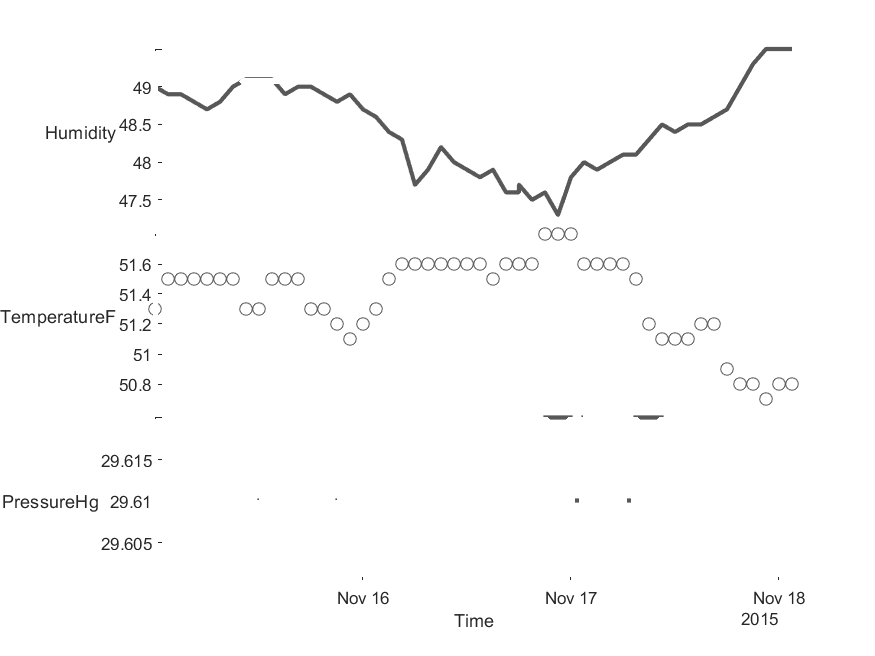 49
Humidity 48.5
48
47.5
51.6
51.4
TemperatureF 51.2
51
50.8
29.615
PressureHg 29.61
29.605
Nov 16 Nov 17 Nov 18
Time 2015